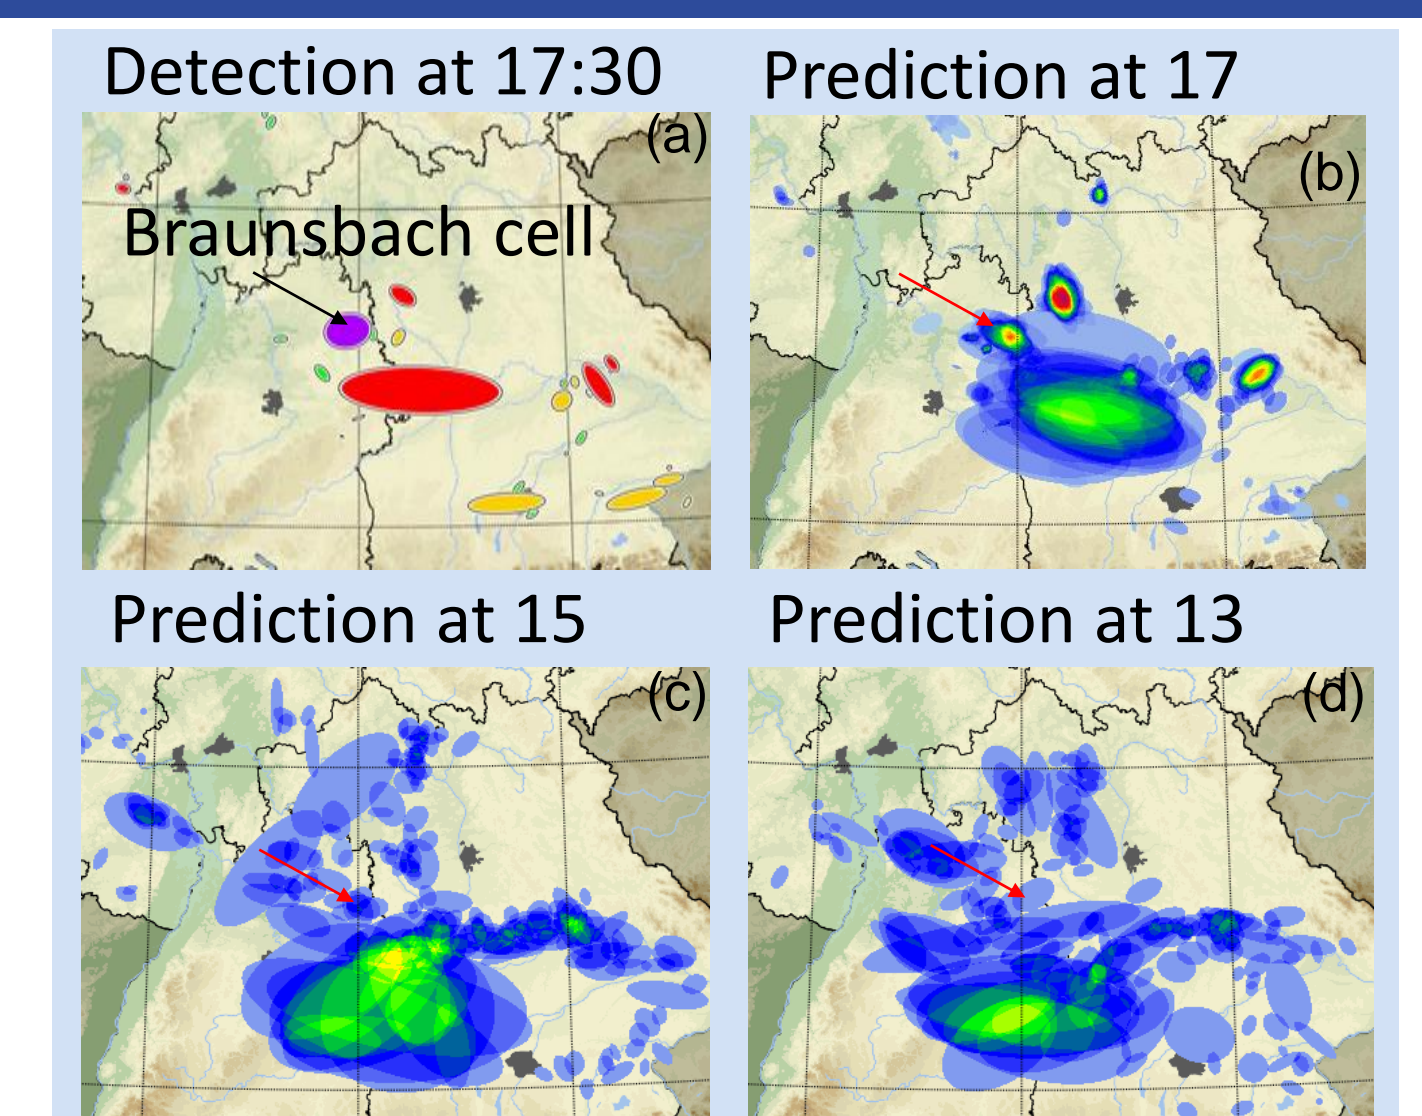 Detection at 17:30
Prediction at 17
(a)
(b)
Braunsbach cell
Prediction at 15
Prediction at 13
(c)
(d)